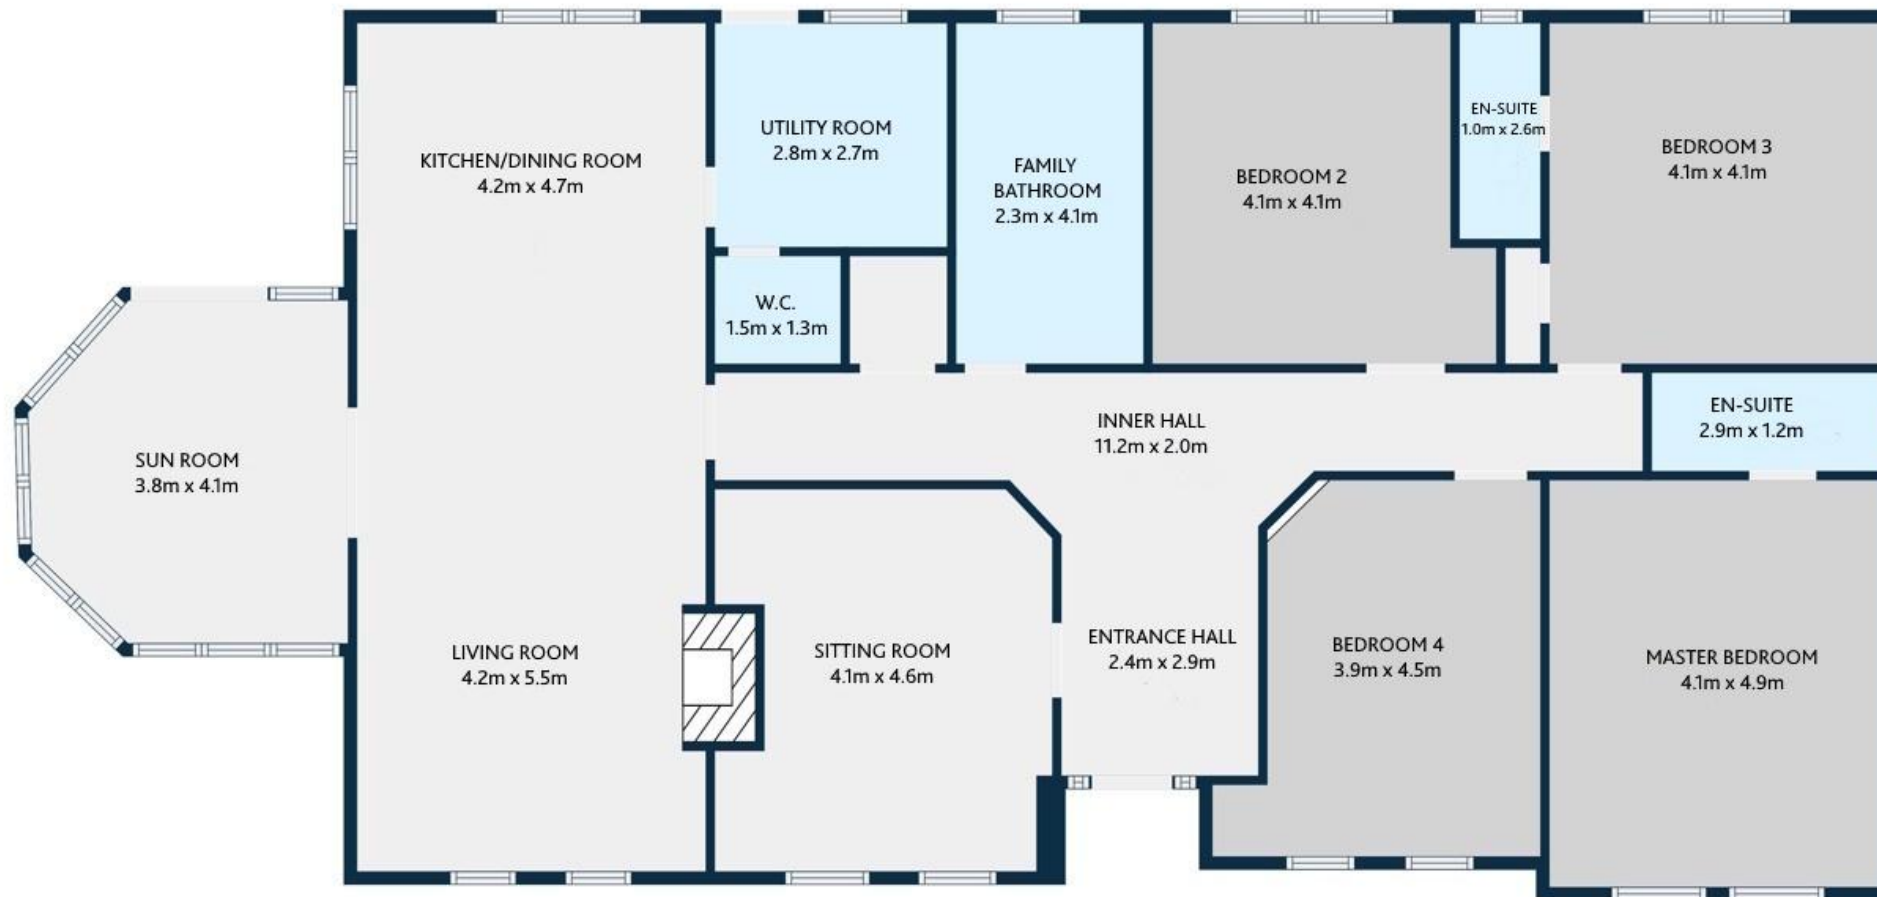 KITCHEN/DINING ROOM
4.2m x 4.7m
UTILITY ROOM
2.8m x 2.7m
FAMILY
BATHROOM
2.3m x 4.1m
BEDROOM 2
4.1m x 4.1m
EN-SUITE
1.0m x 2.6m
BEDROOM 3
4.1m x 4.1m
W.C.
1.5m x 1.3m
SUN ROOM
3.8m x 4.1m
INNER HALL
11.2m x 2.0m
EN-SUITE
2.9m x 1.2m
LIVING ROOM
4.2m x 5.5m
SITTING ROOM
4.1m x 4.6m
ENTRANCE HALL
2.4m x 2.9m
BEDROOM 4
3.9m x 4.5m
MASTER BEDROOM
4.1m x 4.9m